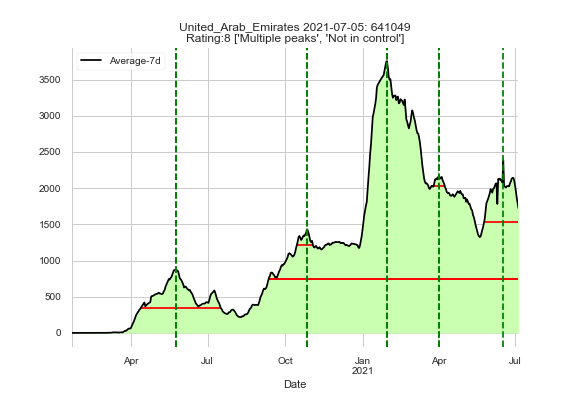 United_Arab_Emirates 2021-07-05: 641049
Rating:8 ['Multiple peaks', 'Not in control']
Average-7d
3500
3000
2500
2000
1500
1000
500
0
Apr
Jul
Oct
Jan
2021
Apr
Jul
Date